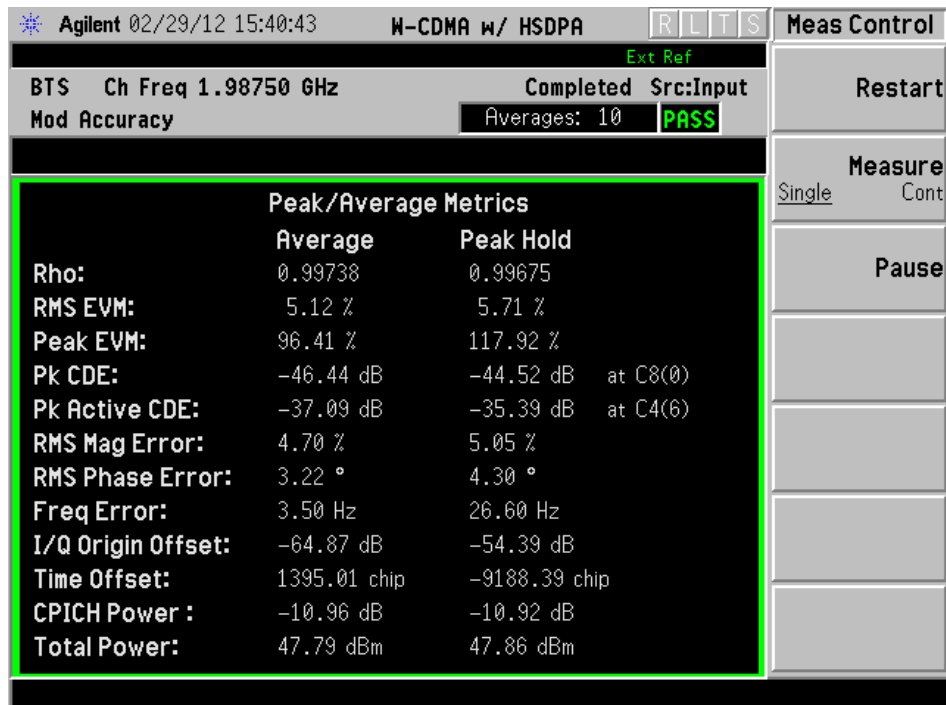 Agilent 02/29/12 15:40:43 W-CDMA w/ HSDPA R L T S Meas Control
Ext Ref
BTS Ch Freq 1.98750 GHz Completed Src:Input Restart
Mod Accuracy Averages: 10 PASS
Measure
Single Cont
Peak/Average Metrics
Average Peak Hold
Pause
Rho: 0.99738 0.99675
RMS EVM: 5.12 % 5.71 %
Peak EVM: 96.41 % 117.92 %
Pk CDE: -46.44 dB -44.52 dB at C8(0)
Pk Active CDE: -37.09 dB -35.39 dB at C4(6)
RMS Mag Error: 4.70 % 5.05 %
RMS Phase Error: 3.22 ° 4.30 °
Freq Error: 3.50 Hz 26.60 Hz
I/Q Origin Offset: -64.87 dB -54.39 dB
Time Offset: 1395.01 chip -9188.39 chip
CPICH Power : -10.96 dB -10.92 dB
Total Power: 47.79 dBm 47.86 dBm